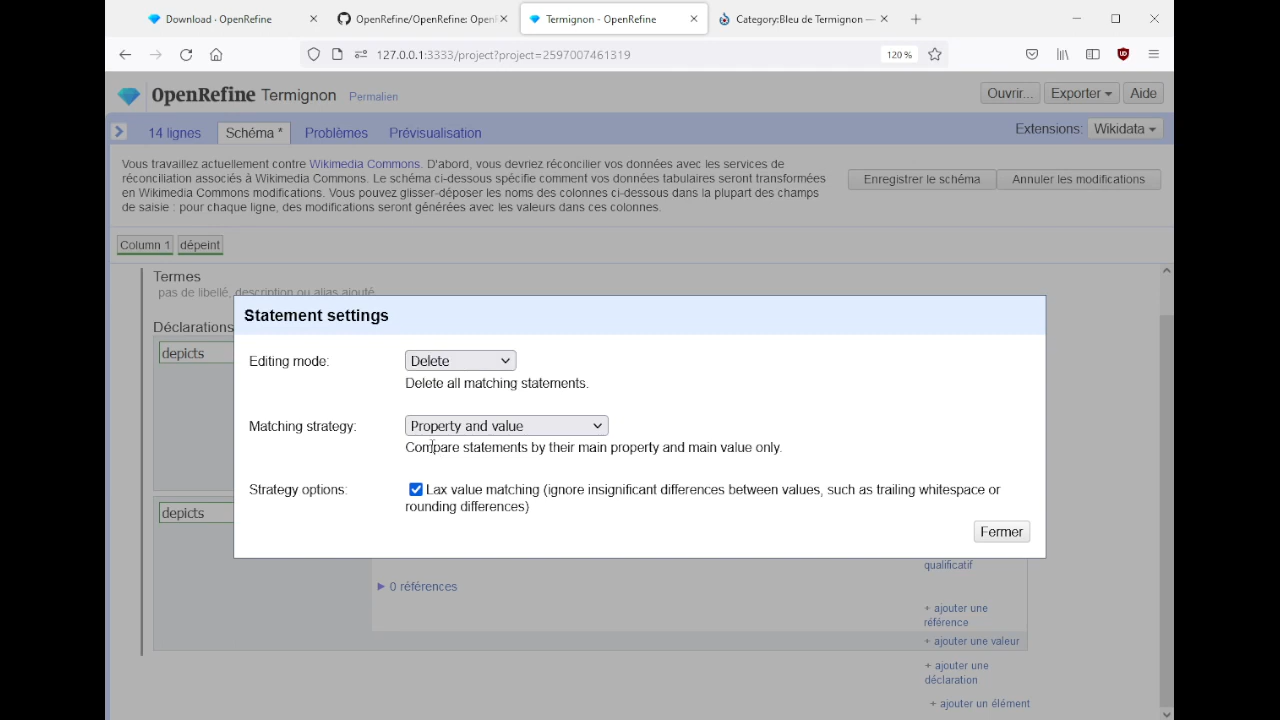 Download · OpenRefine
OpenRefine/OpenRefine: Open
Termignon - OpenRefine
Category:Bleu de Termignon —
127.0.0.1:3333/project?project=2597007461319
120 %
OpenRefine Termignon Permalien
Ouvrir... Exporter Aide
14 lignes Schéma * Problèmes Prévisualisation
Extensions: Wikidata
Vous travaillez actuellement contre Wikimedia Commons. D'abord, vous devriez réconcilier vos données avec les services de
réconciliation associés à Wikimedia Commons. Le schéma ci-dessous spécifie comment vos données tabulaires seront transformées
en Wikimedia Commons modifications. Vous pouvez glisser-déposer les noms des colonnes ci-dessous dans la plupart des champs
de saisie : pour chaque ligne, des modifications seront générées avec les valeurs dans ces colonnes.
Enregistrer le schéma Annuler les modifications
Column 1 dépeint
Termes
pas de libellé, description ou alias ajouté
Déclarations
depicts
Statement settings
Editing mode: Delete
Delete all matching statements.
Matching strategy: Property and value
Compare statements by their main property and main value only.
Strategy options: Lax value matching (ignore insignificant differences between values, such as trailing whitespace or
rounding differences)
Fermer
depicts
qualificatif
0 références
+ ajouter une
référence
+ ajouter une valeur
+ ajouter une
déclaration
+ ajouter un élément